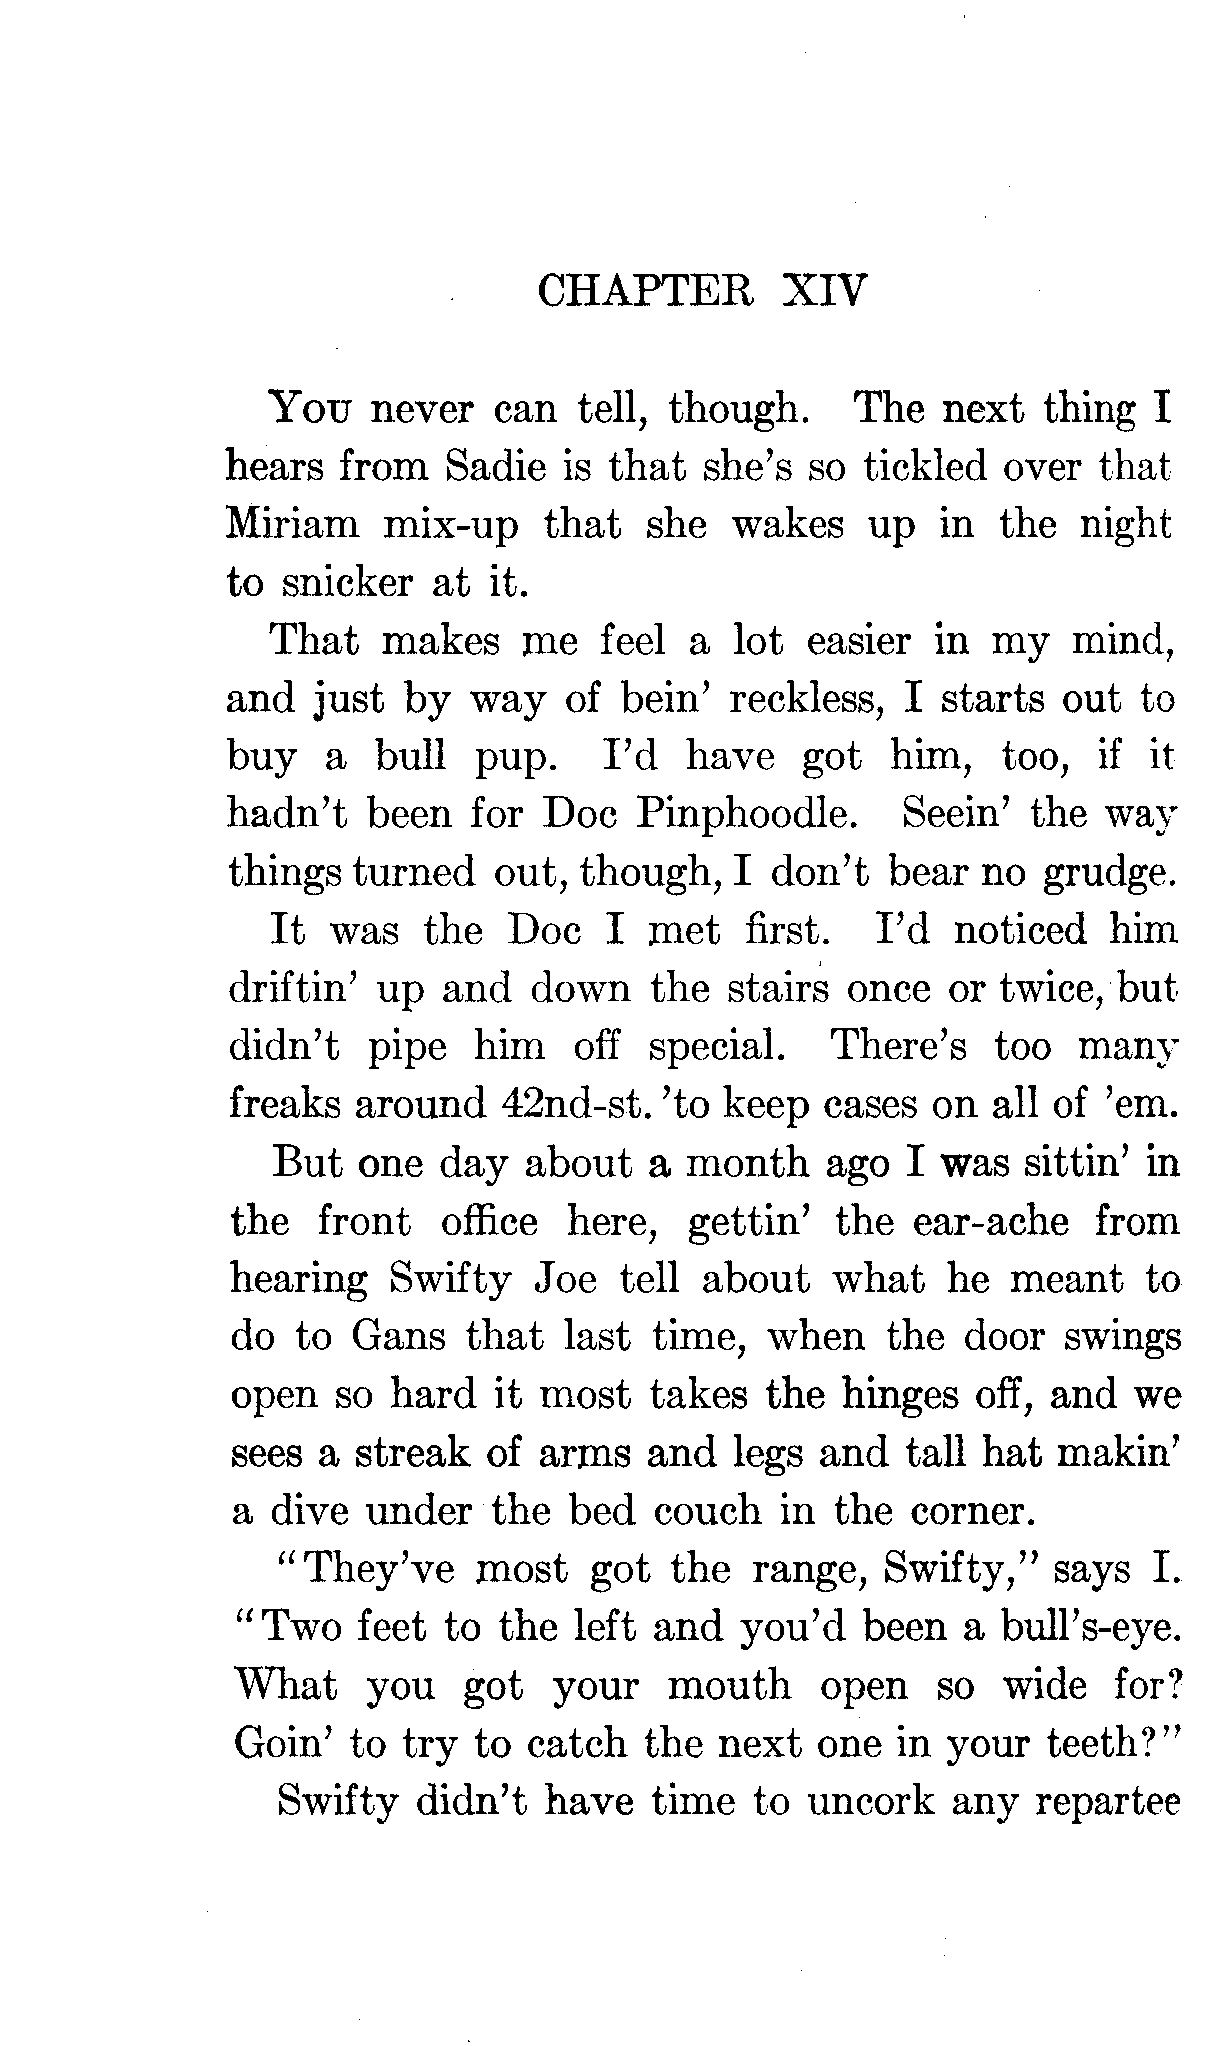 CHAPTER XIV
You never can tell, though. The next thing I
hears from Sadie is that she's so tickled over that
Miriam mix-up that she wakes up in the night
to snicker at it.
That makes me feel a lot easier in my mind,
and just by way of bein' reckless, I starts out to
buy a bull pup. I'd have got him, too, if it
hadn't been for Doc Pinphoodle. Seein' the way
things turned out, though, I don't bear no grudge.
It was the Doc I met first. I'd noticed him
driftin' up and down the stairs once or twice, but
didn't pipe him off special. There's too many
freaks around 42nd-st. 'to keep cases on all of 'em.
But one day about a month ago I was sittin' in
the front office here, gettin' the ear-ache from
hearing Swifty Joe tell about what he meant to
do to Gans that last time, when the door swings
open so hard it most takes the hinges off, and we
sees a streak of arms and legs and tall hat makin'
a dive under the bed couch in the corner.
"They've most got the range, Swifty," says I.
"Two feet to the left and you'd been a bull's-eye.
What you got your mouth open so wide for?
Goin' to try to catch the next one in your teeth?"
Swifty didn't have time to uncork any repartee